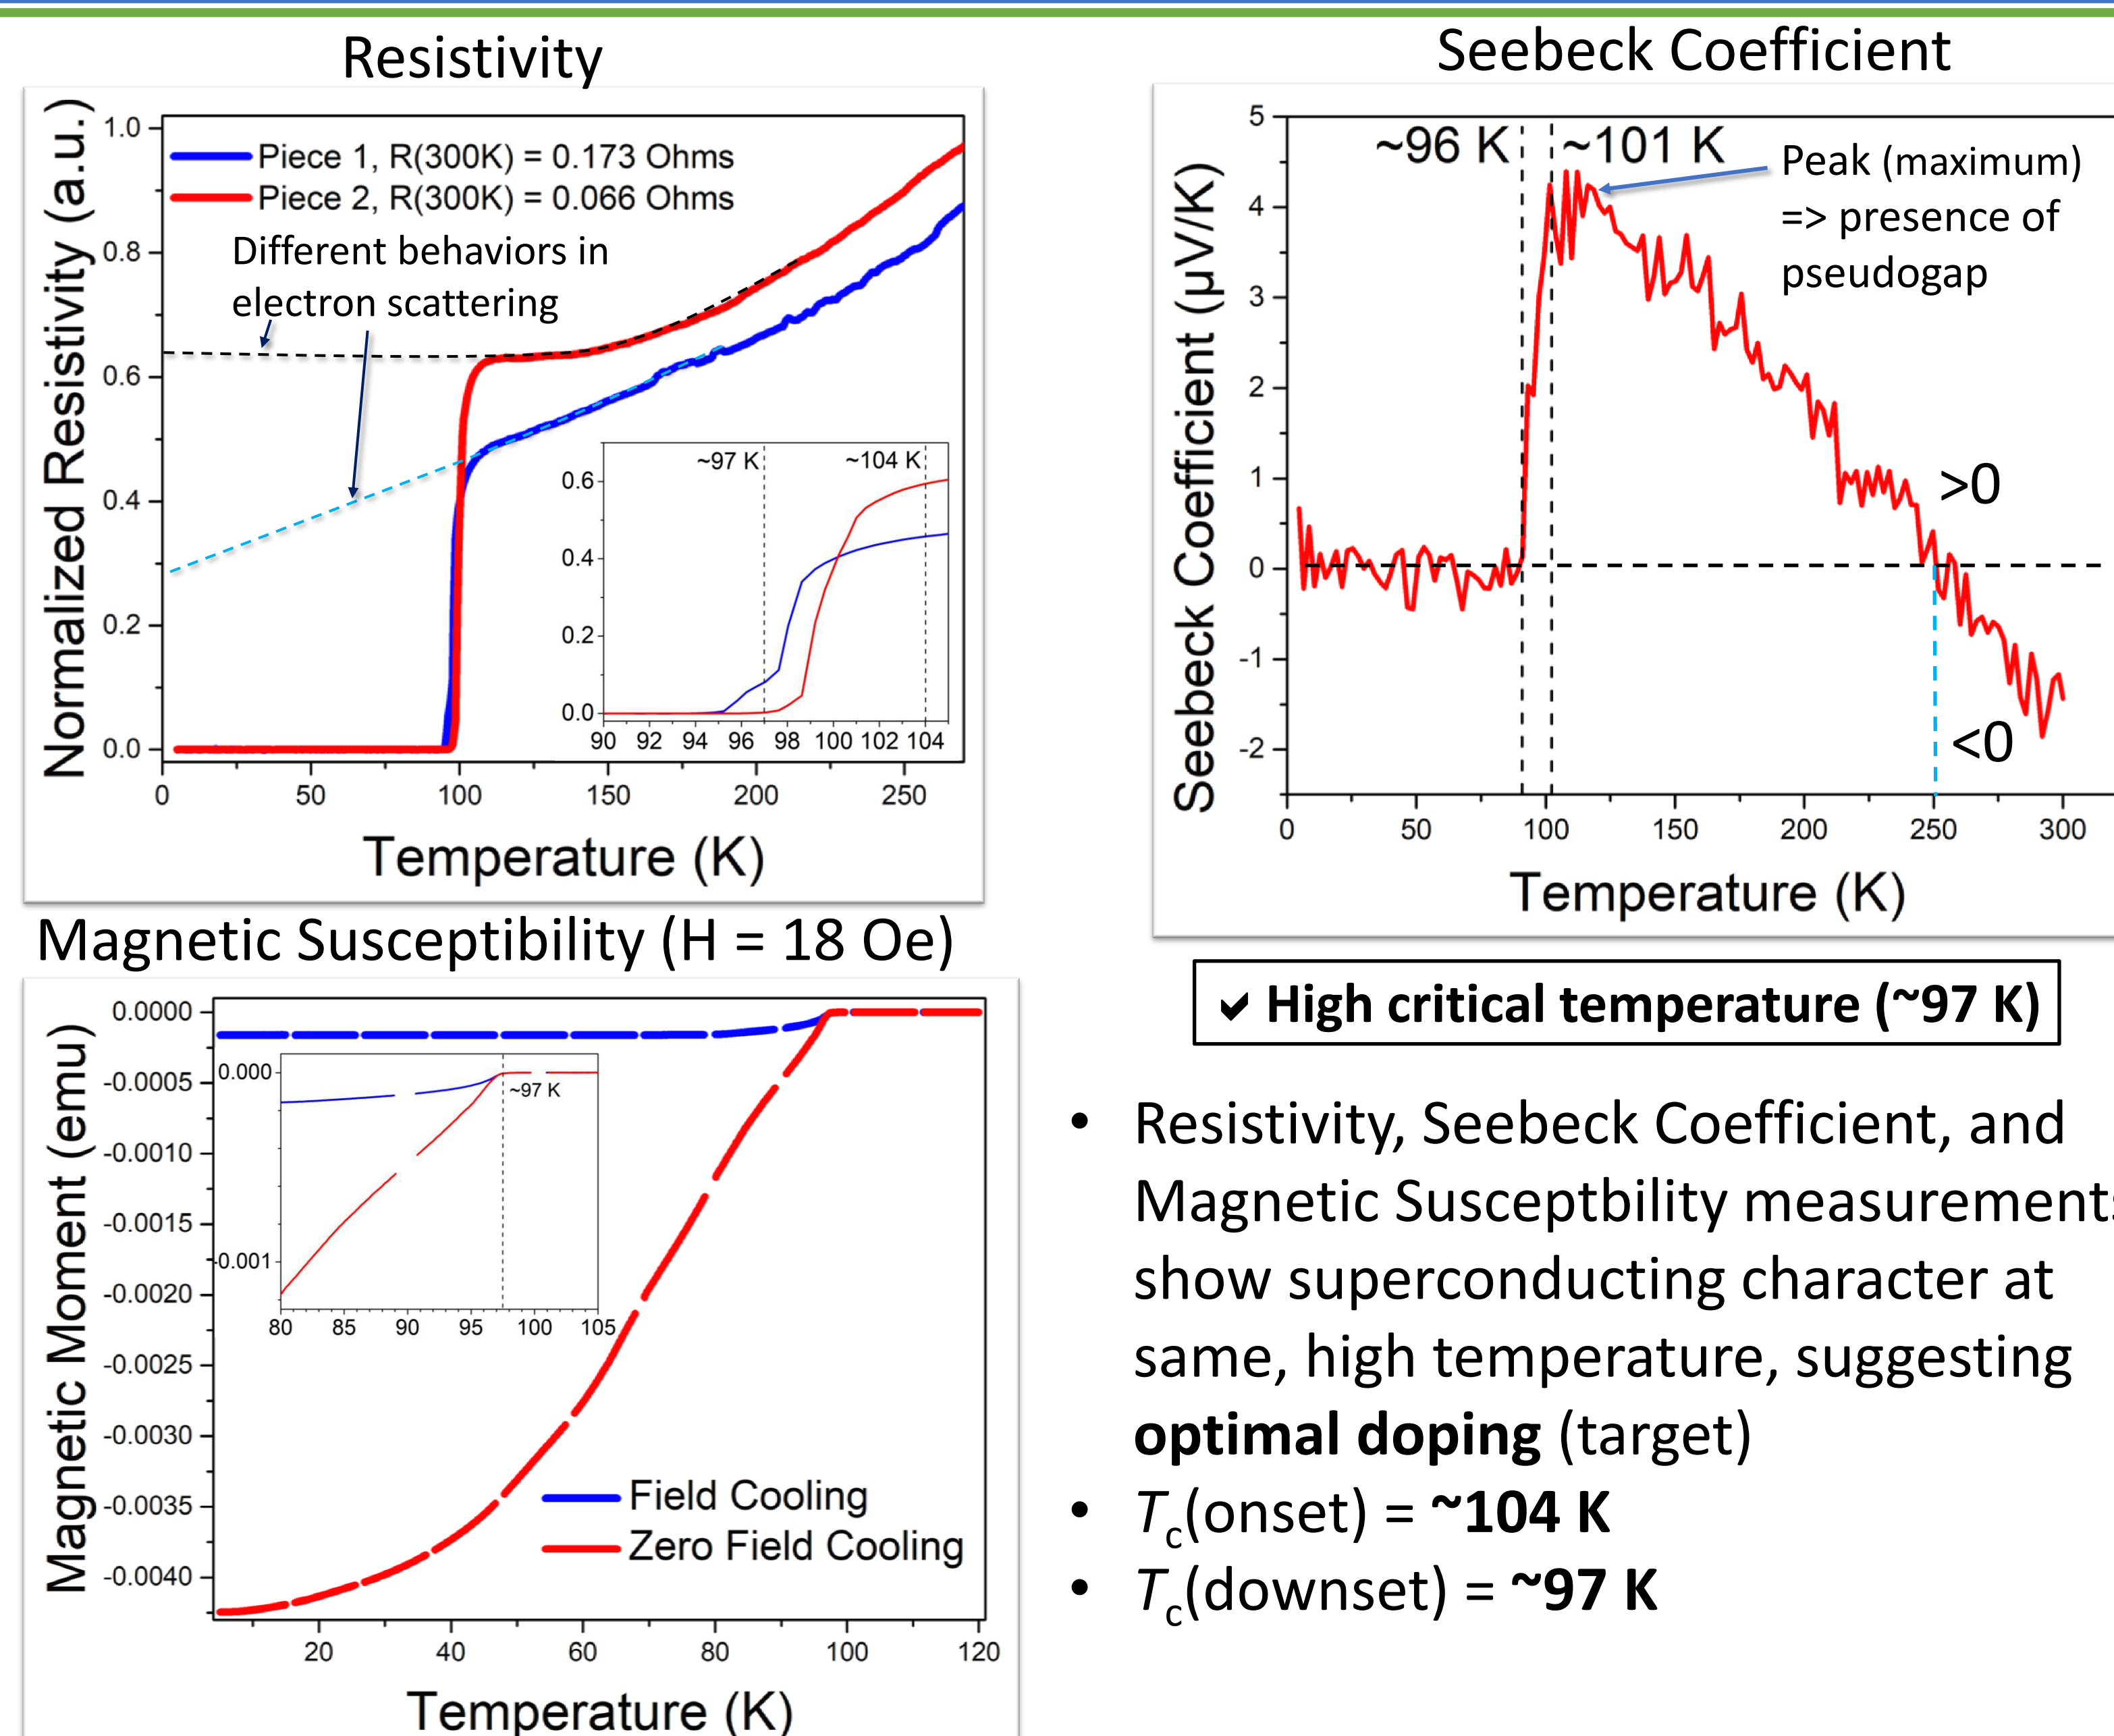 Resistivity
Normalized Resistivity (a.u.)
1.0
0.8
0.6
0.4
0.2
0.0
Piece 1, R(300K) = 0.173 Ohms
Piece 2, R(300K) = 0.066 Ohms
Different behaviors in
electron scattering
~97 K
~104 K
0.6
0.4
0.2
0.0
90 92 94 96 98 100 102 104
0 50 100 150 200 250
Temperature (K)
Seebeck Coefficient
Seebeck Coefficient (µV/K)
5
4
3
2
1
0
-1
-2
~96 K
~101 K
Peak (maximum)
=> presence of
pseudogap
>0
<0
0 50 100 150 200 250 300
Temperature (K)
Magnetic Susceptibility (H = 18 Oe)
Magnetic Moment (emu)
0.0000
-0.0005
-0.0010
-0.0015
-0.0020
-0.0025
-0.0030
-0.0035
-0.0040
0.000
-0.001
~97 K
80 85 90 95 100 105
Field Cooling
Zero Field Cooling
20 40 60 80 100 120
Temperature (K)
✓ High critical temperature (~97 K)
• Resistivity, Seebeck Coefficient, and
Magnetic Susceptbility measurements
show superconducting character at
same, high temperature, suggesting
optimal doping (target)
• Tc(onset) = ~104 K
• Tc(downset) = ~97 K